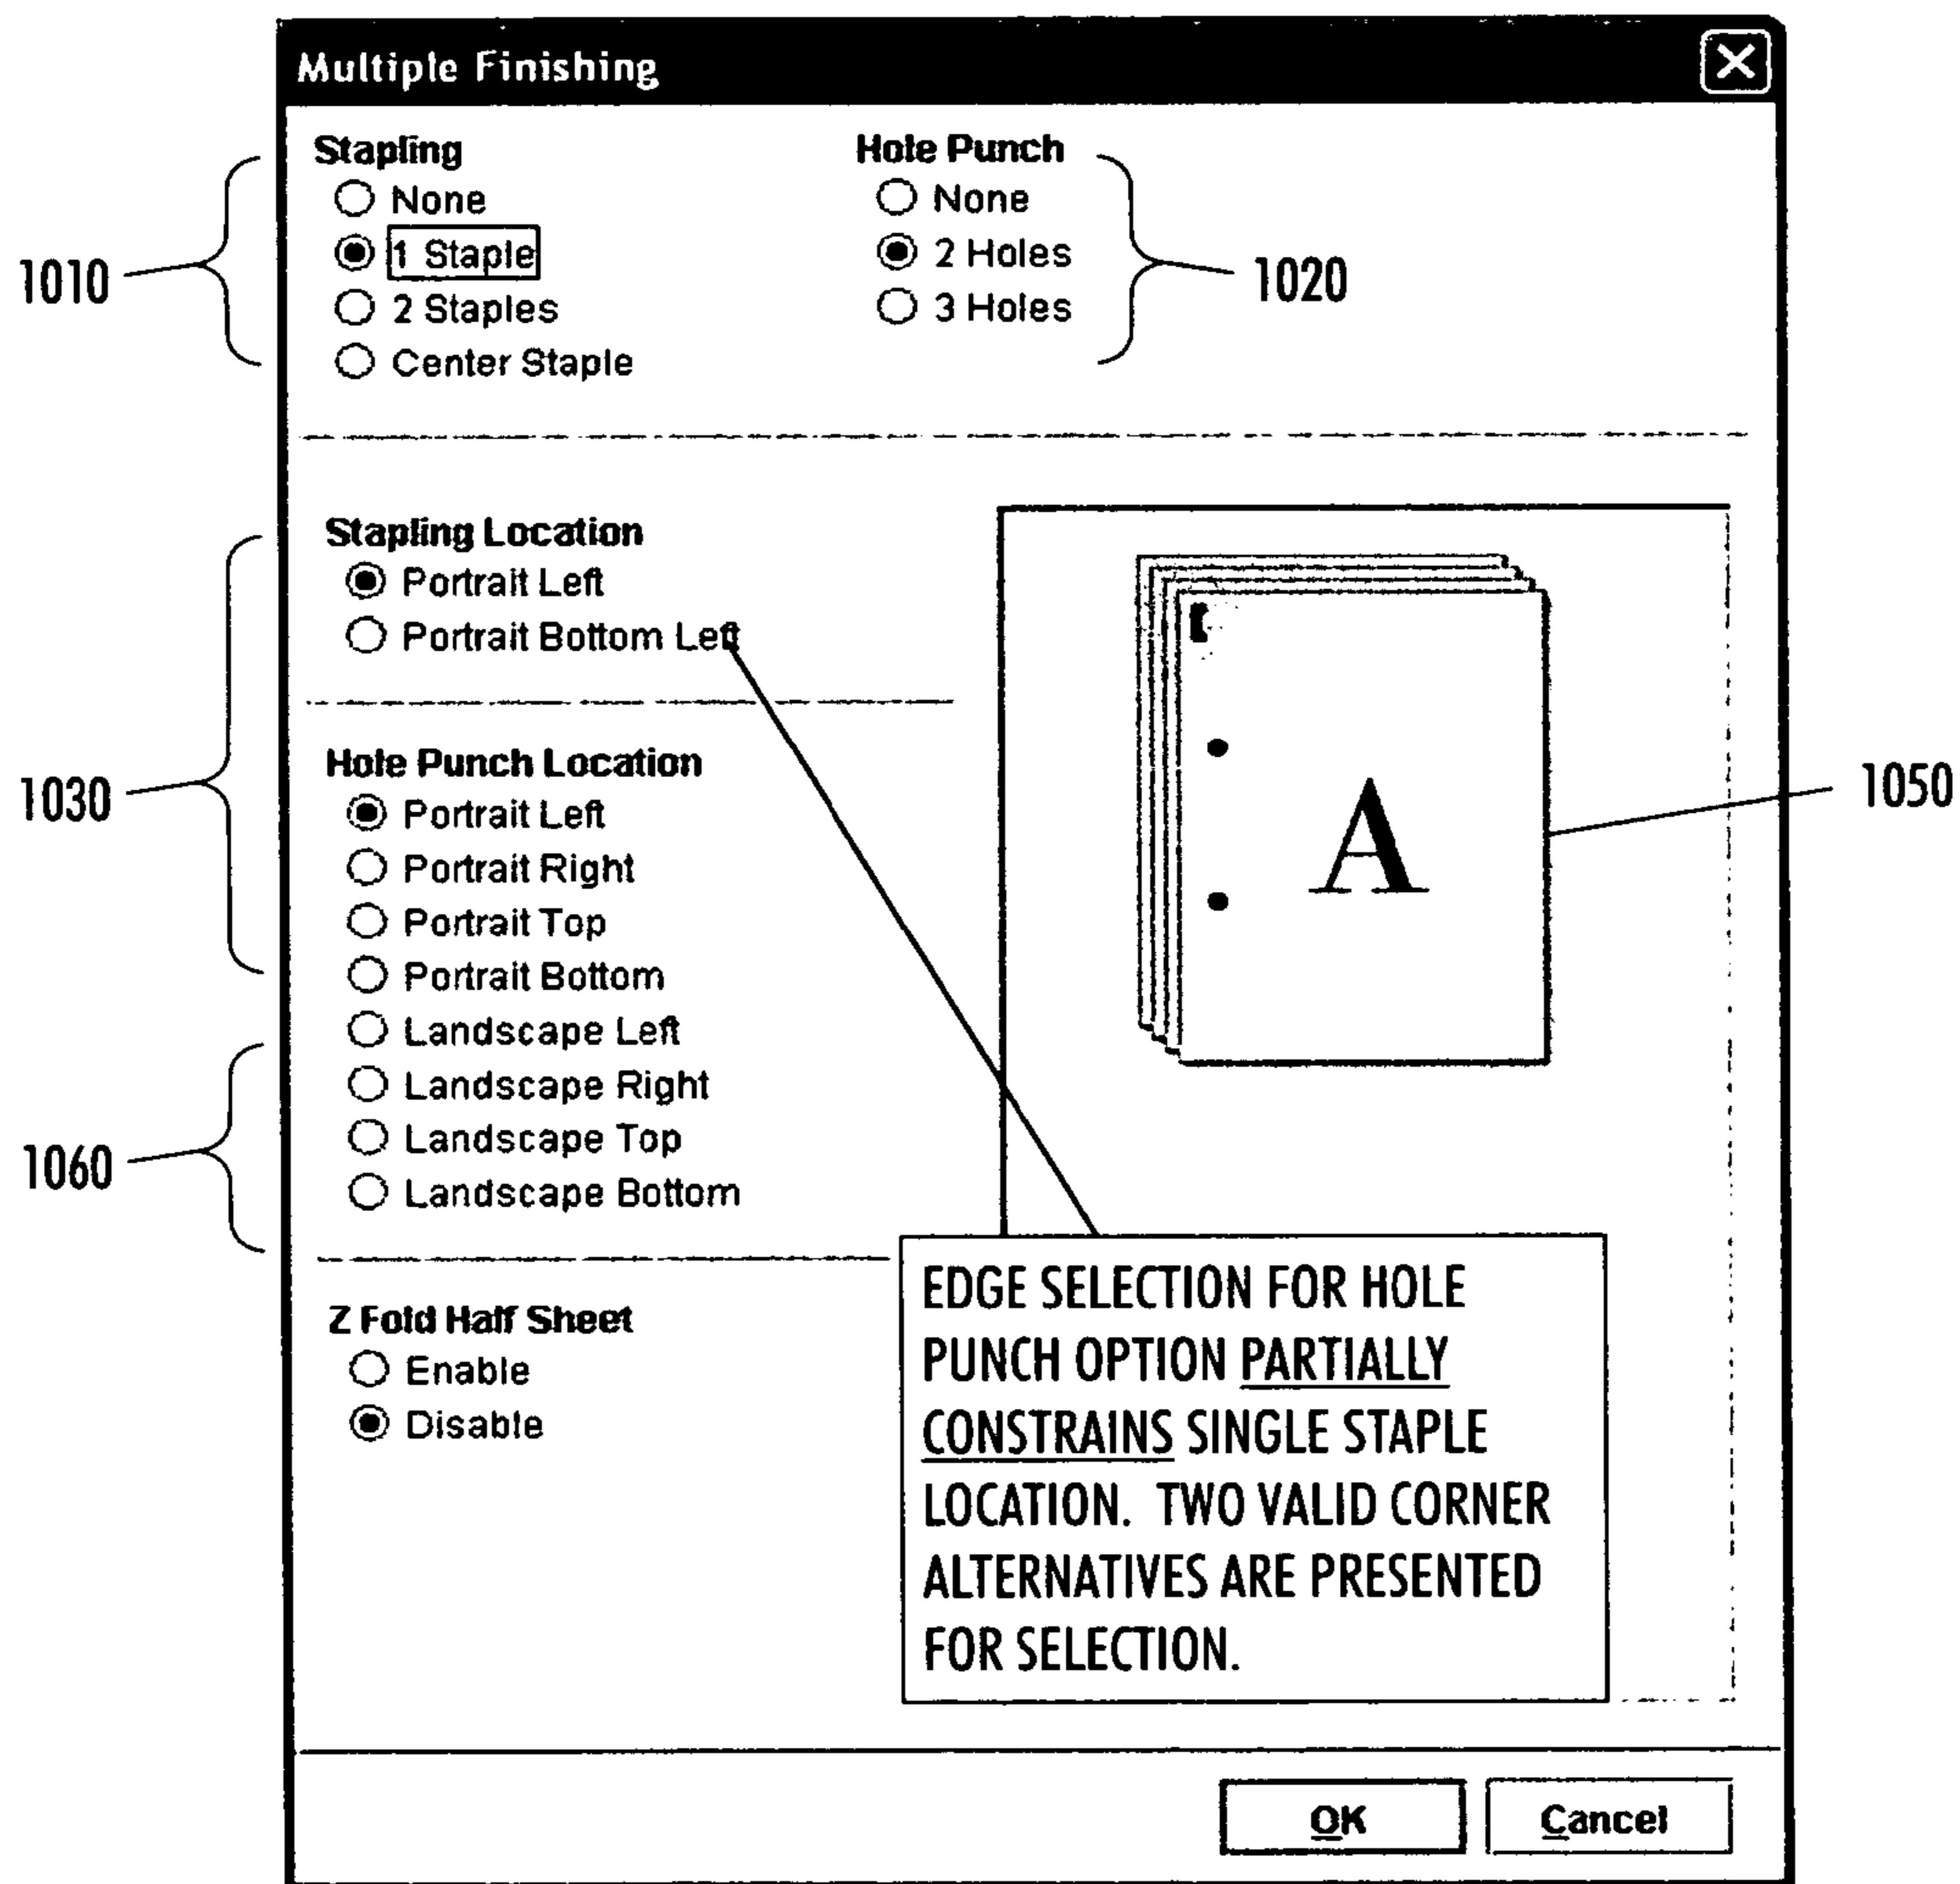 Multiple Finishing
Stapling
None
1 Staple
2 Staples
Center Staple
Hole Punch
None
2 Holes
3 Holes
1010
1020
Stapling Location
Portrait Left
Portrait Bottom Left
Hole Punch Location
Portrait Left
Portrait Right
Portrait Top
Portrait Bottom
Landscape Left
Landscape Right
Landscape Top
Landscape Bottom
1030
1060
A
1050
Z Fold Half Sheet
Enable
Disable
EDGE SELECTION FOR HOLE
PUNCH OPTION PARTIALLY
CONSTRAINS SINGLE STAPLE
LOCATION. TWO VALID CORNER
ALTERNATIVES ARE PRESENTED
FOR SELECTION.
OK
Cancel